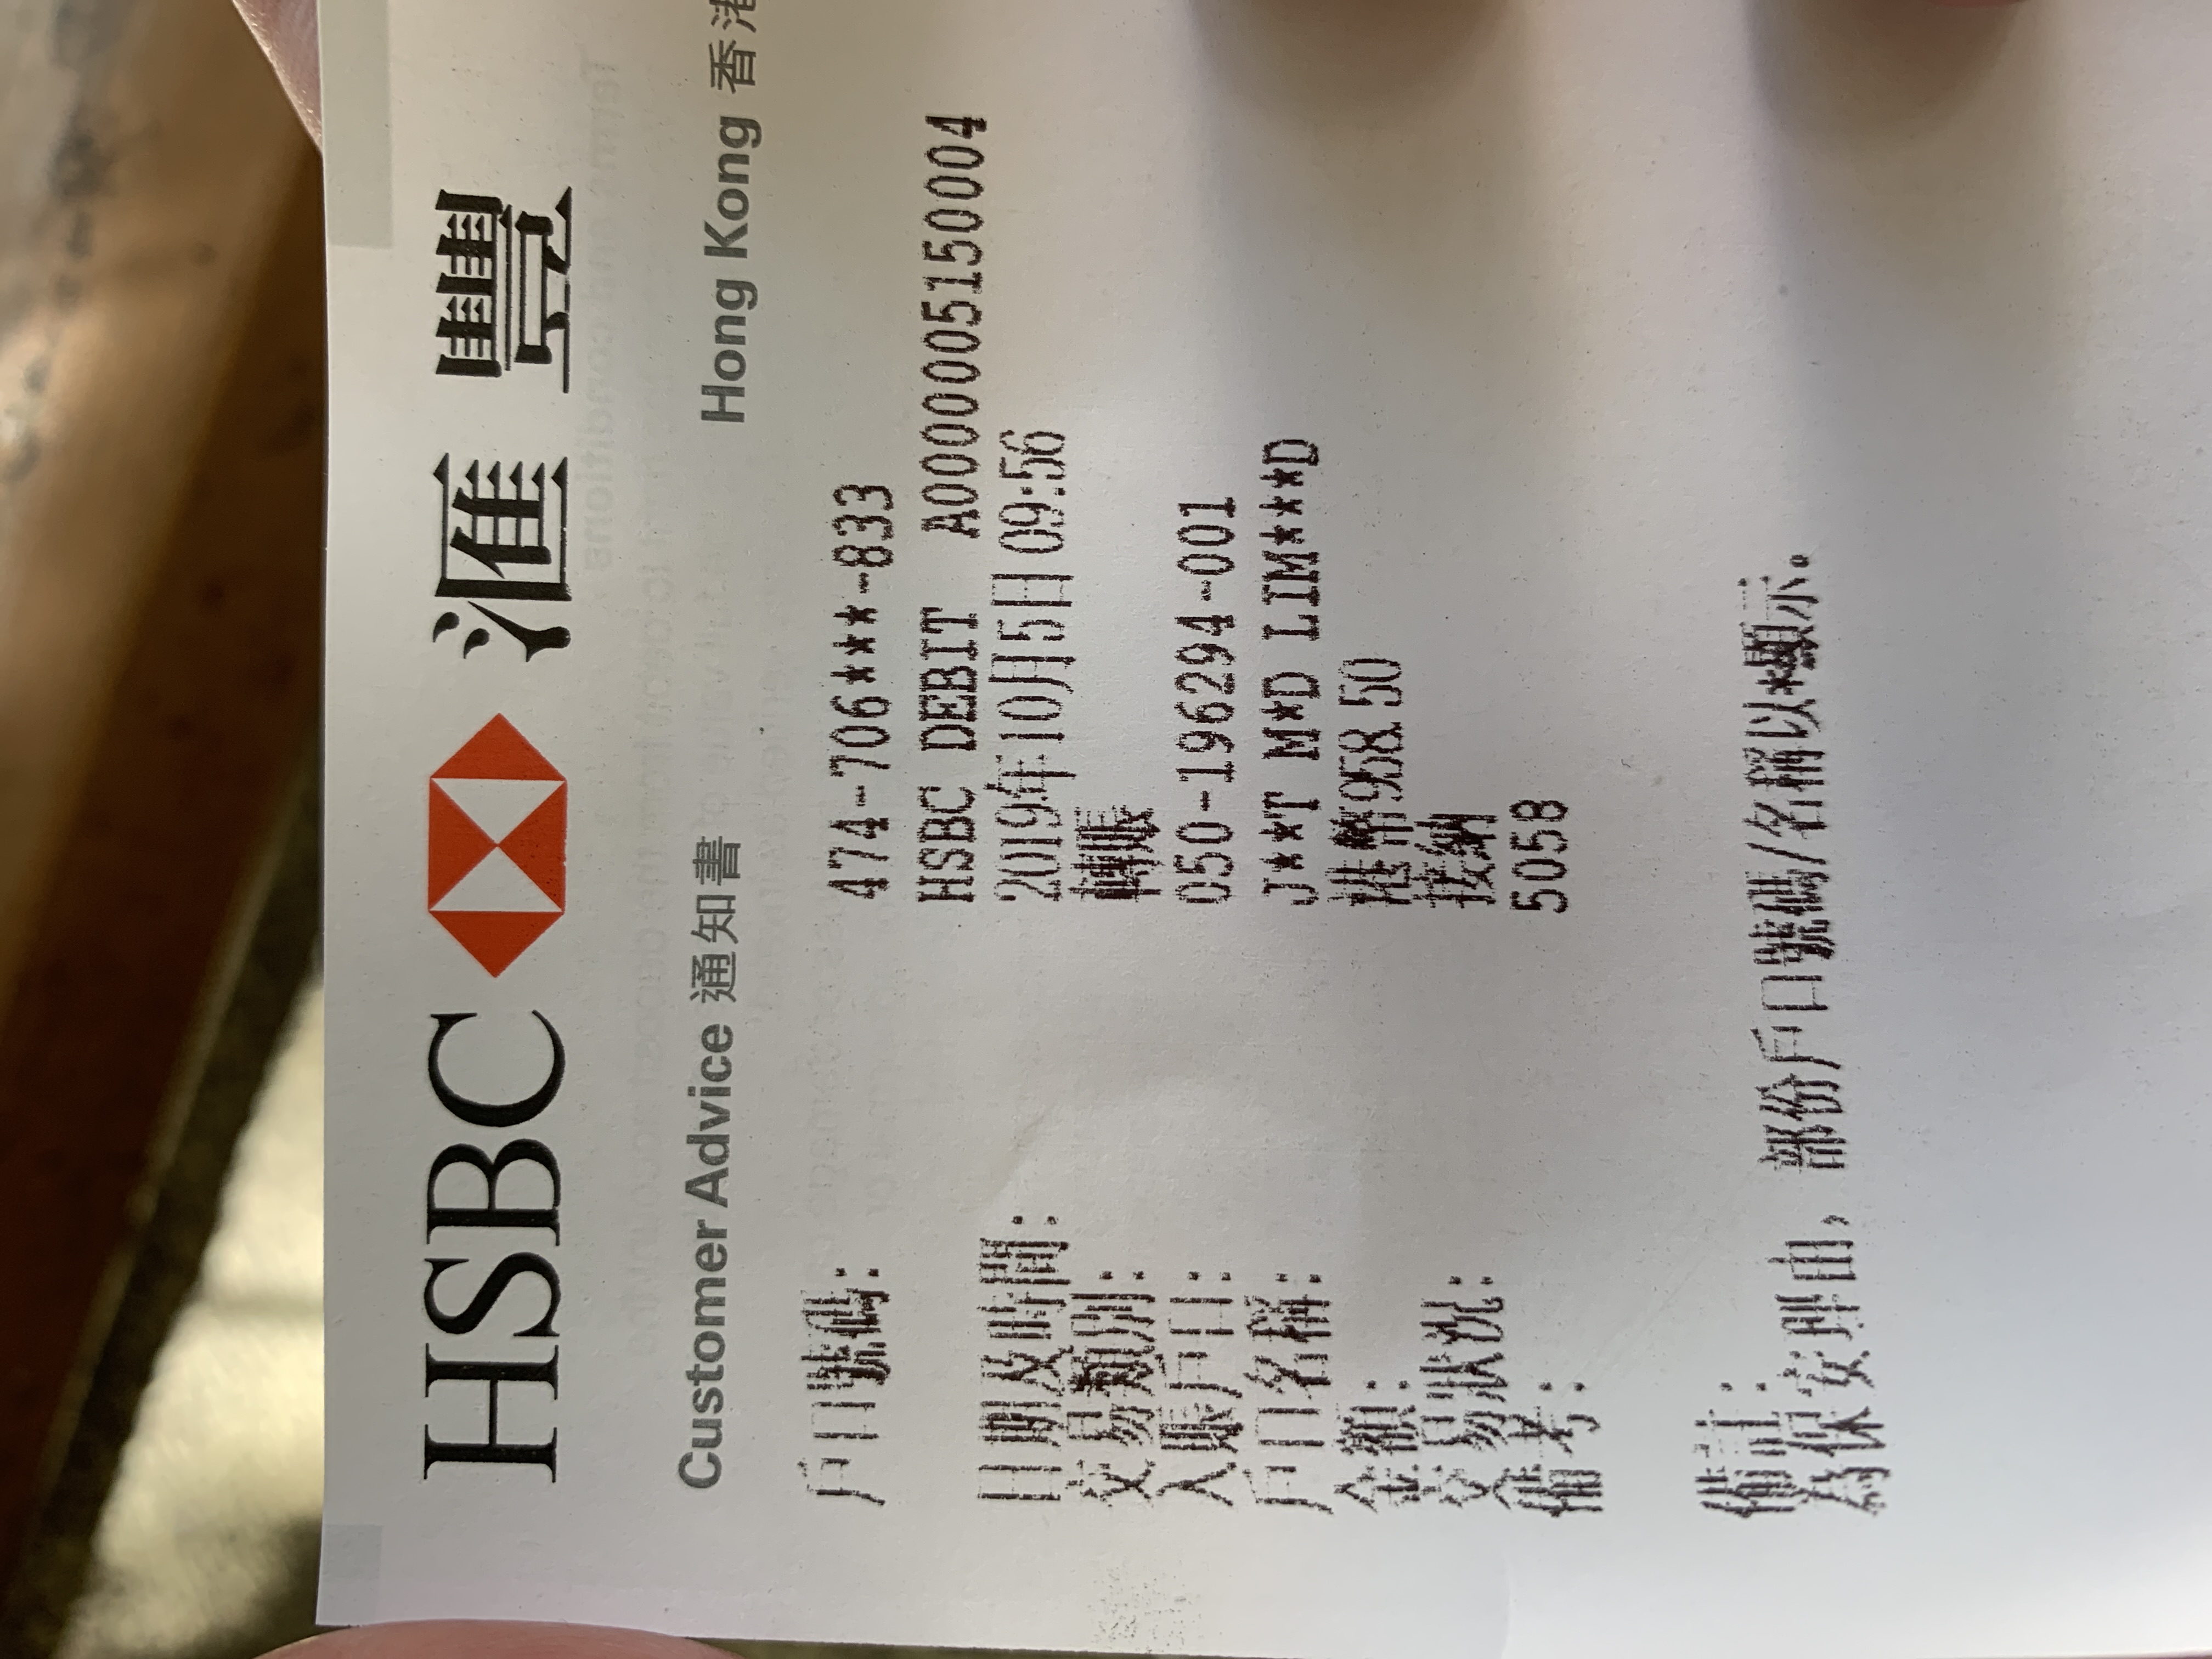 HSBC 滙豐
Customer Advice 通知書 Hong Kong 香港
戶口號碼： 474-706***-833
HSBC DEBIT A0000005150004
日期及時間： 2019年10月5日 09:56
交易類別： 轉賬
入賬戶口： 050-196294-001
戶口名稱： J**T M*D LIM***D
金額： 港幣958.50
交易狀況： 接納
備考： 5058
備註：
為保安理由，部份戶口號碼/名稱以*顯示。